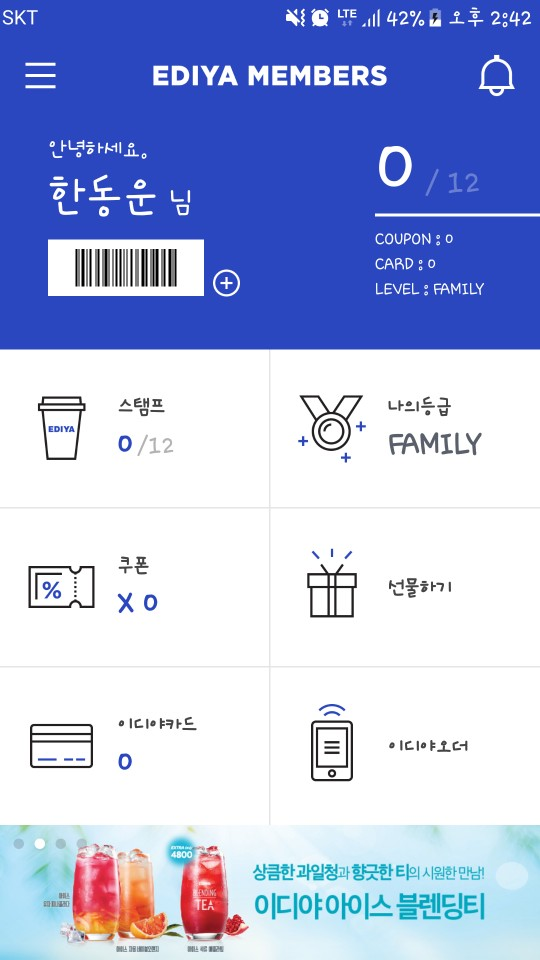 SKT LTE 42% 오후 2:42
EDIYA MEMBERS
안녕하세요.
한동운 님
0 / 12
COUPON : 0
CARD : 0
LEVEL : FAMILY
EDIYA
스탬프
0 /12
나의등급
FAMILY
%
쿠폰
X 0
선물하기
이디야카드
0
이디야오더
EXTRA
4800
BLENDING
TEA
상큼한 과일청과 향긋한 티의 시원한 만남!
이디야 아이스 블렌딩티